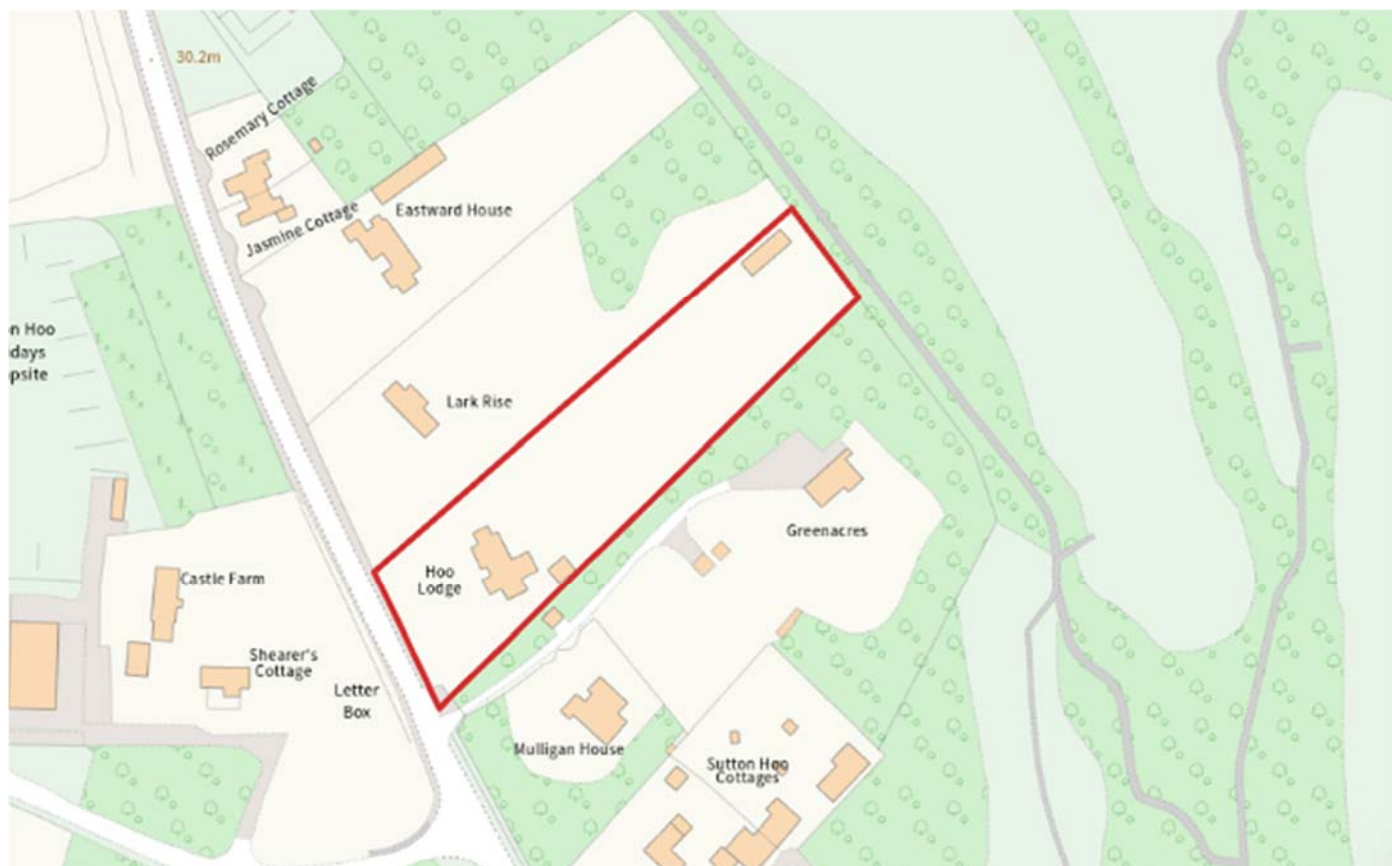 30.2m
Rosemary Cottage
Jasmine Cottage
Eastward House
n Hoo
days
psite
Lark Rise
Greenacres
Hoo
Lodge
Castle Farm
Shearer's
Cottage
Letter
Box
Mulligan House
Sutton Hoo
Cottages